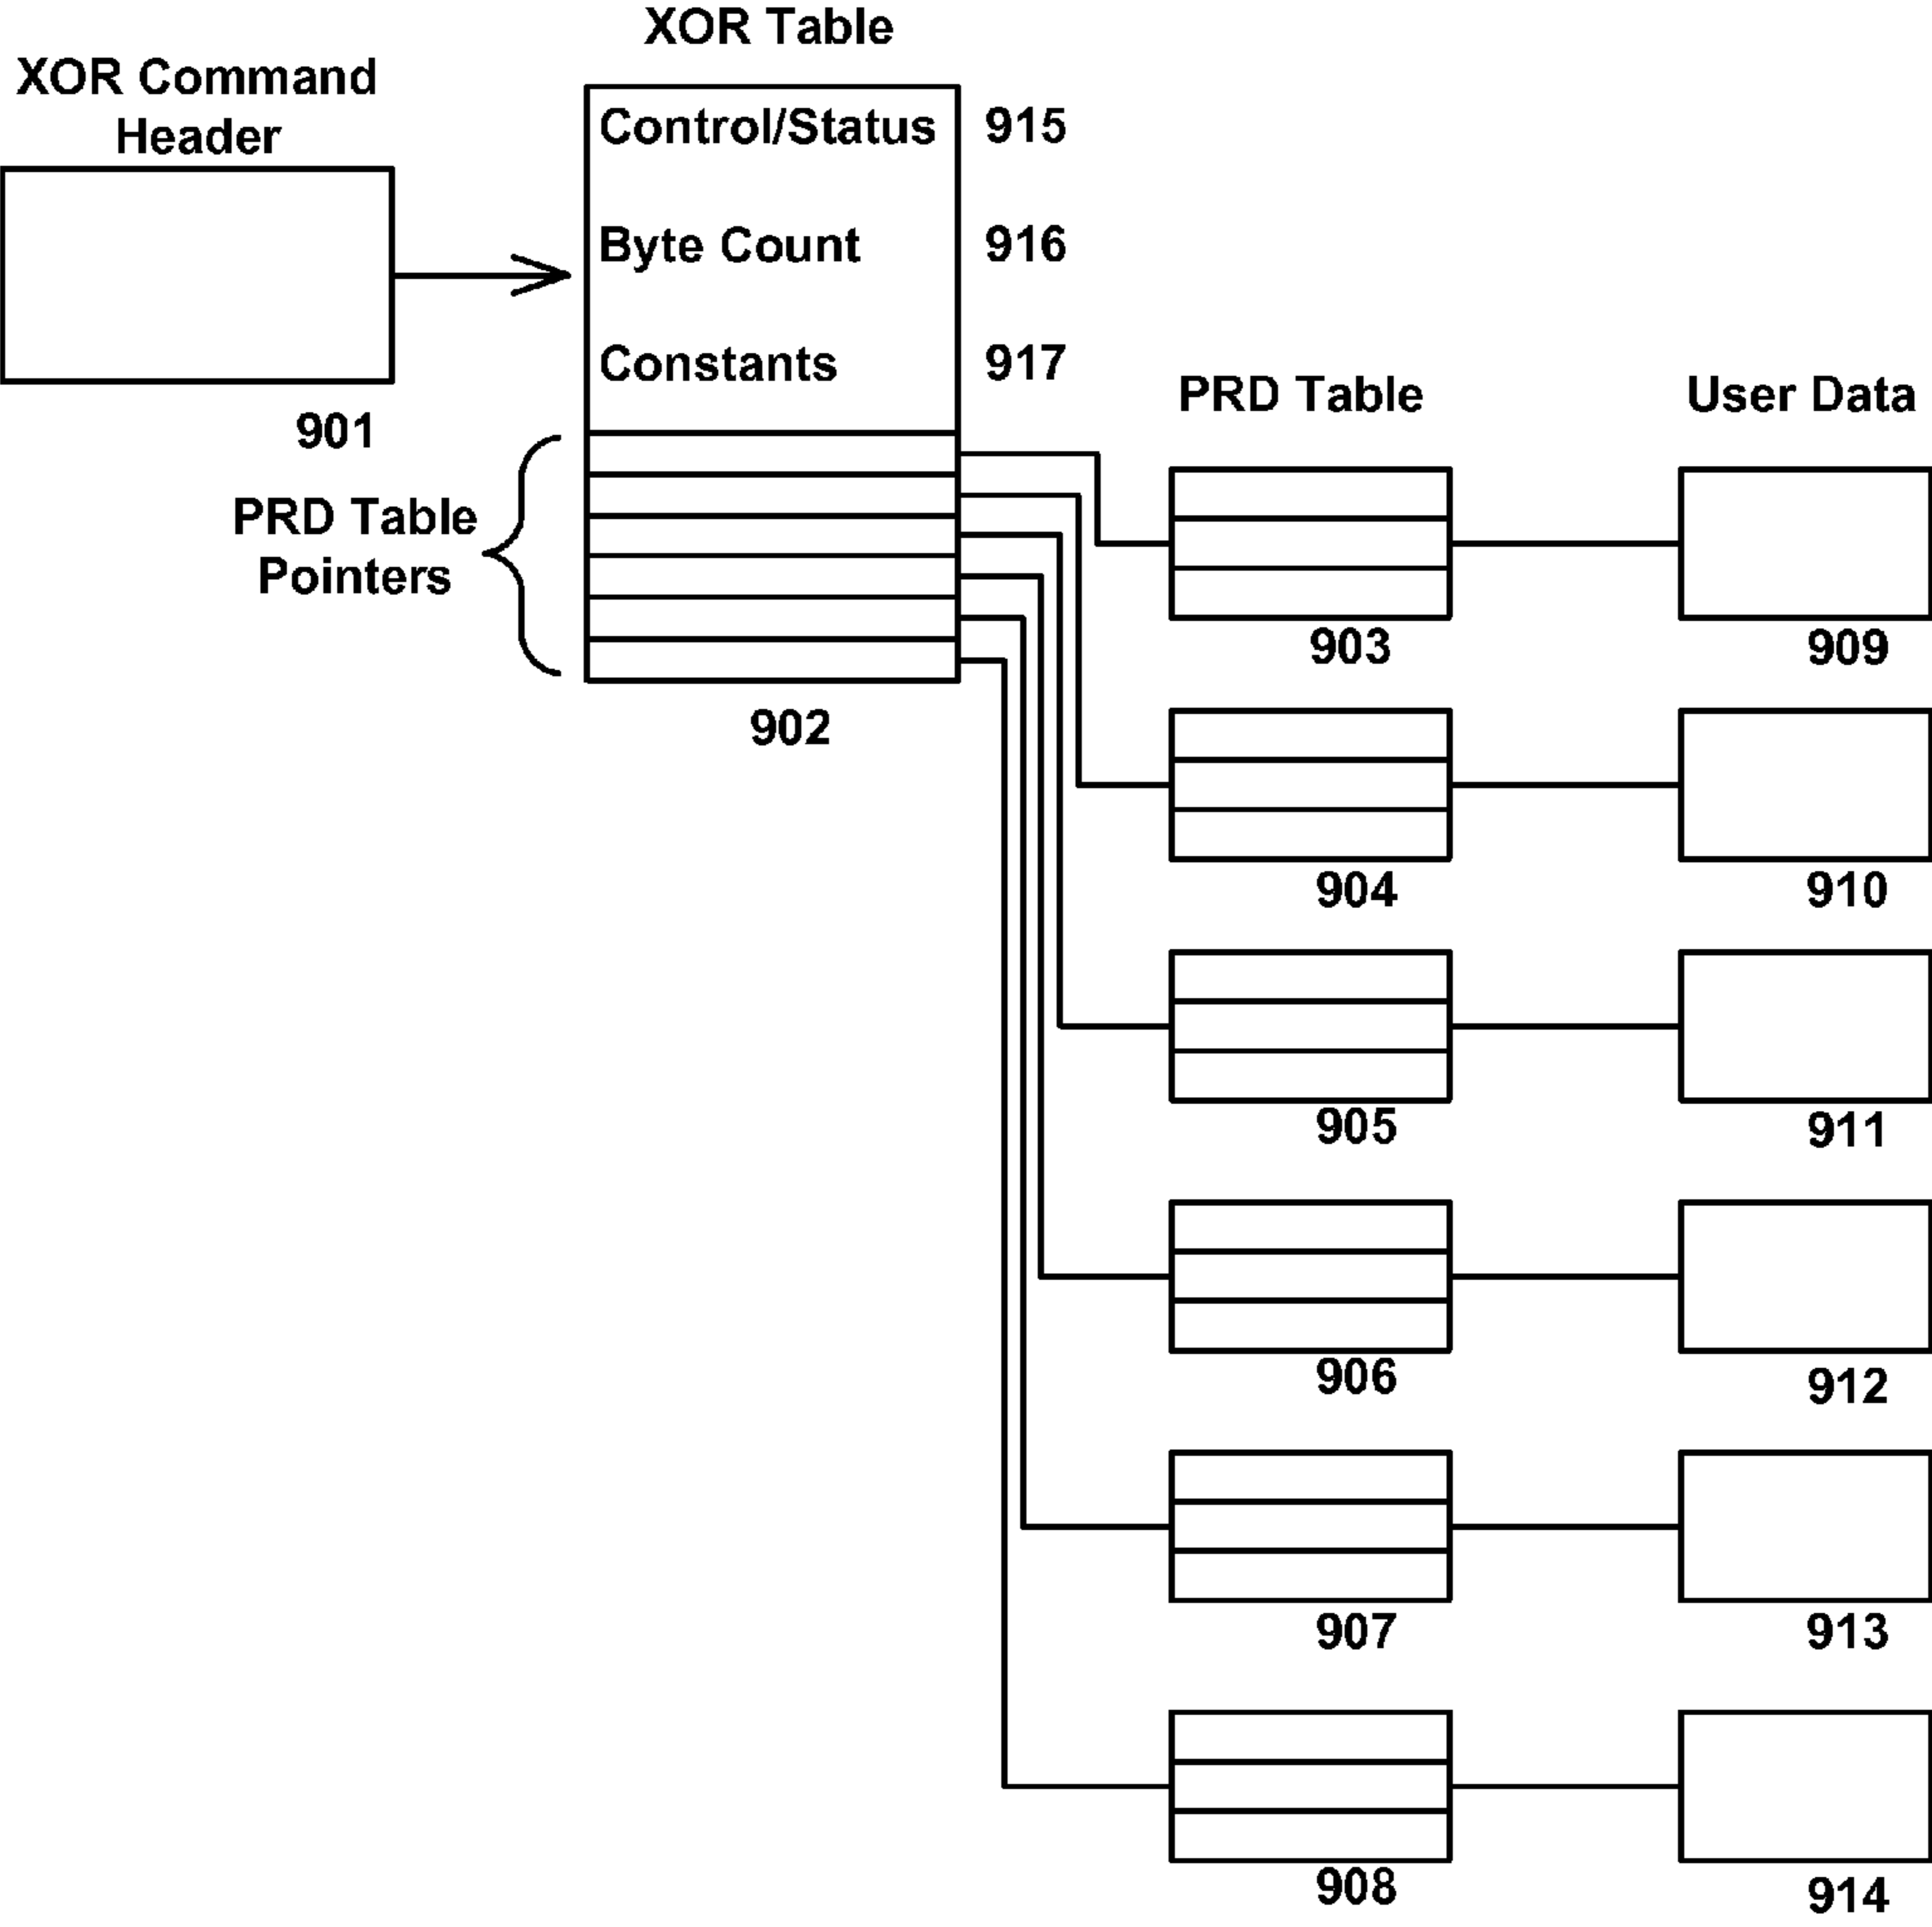 XOR Table
XOR Command
Header
Control/Status 915
Byte Count 916
Constants 917
901
PRD Table
Pointers
902
PRD Table
User Data
903
909
904
910
905
911
906
912
907
913
908
914